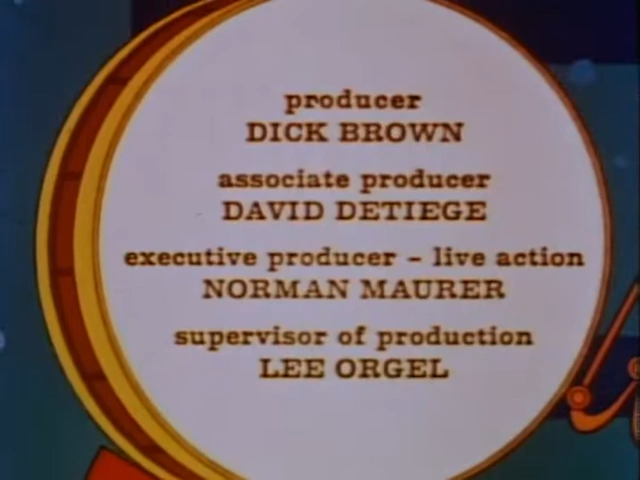 producer
DICK BROWN
associate producer
DAVID DETIEGE
executive producer - live action
NORMAN MAURER
supervisor of production
LEE ORGEL